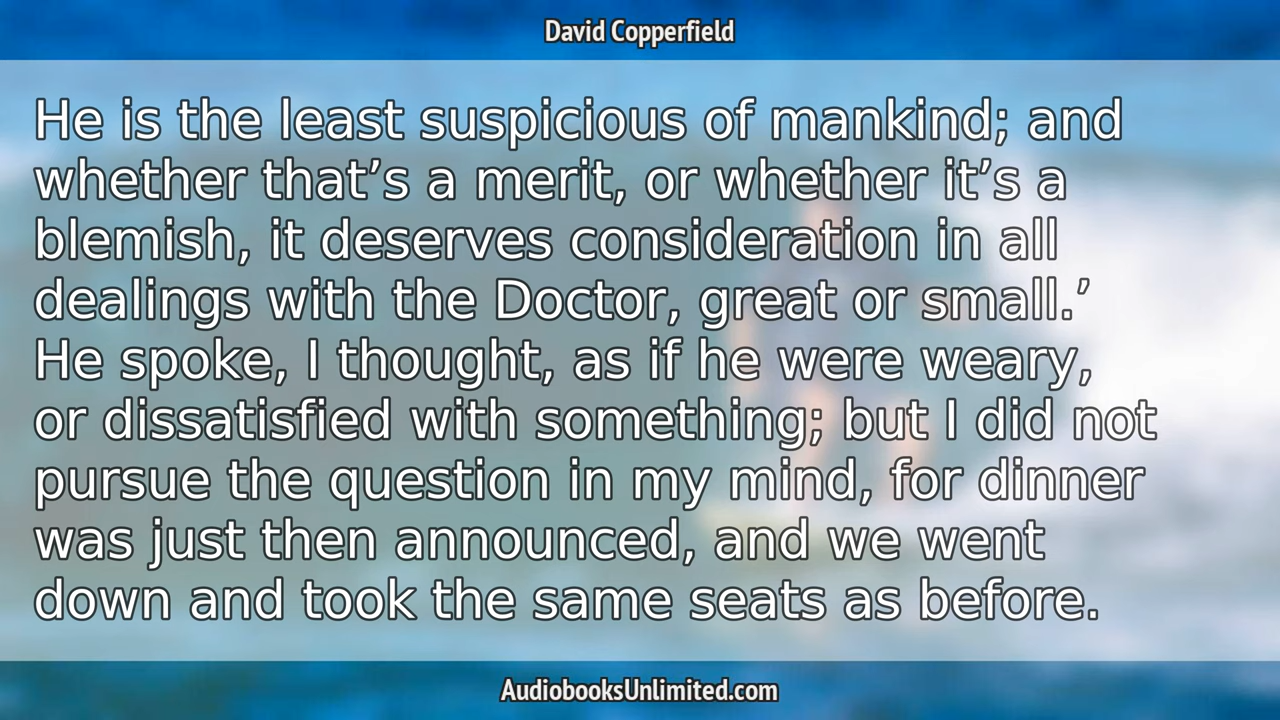 David Copperfield
He is the least suspicious of mankind; and
whether that’s a merit, or whether it’s a
blemish, it deserves consideration in all
dealings with the Doctor, great or small.’
He spoke, I thought, as if he were weary,
or dissatisfied with something; but I did not
pursue the question in my mind, for dinner
was just then announced, and we went
down and took the same seats as before.
AudiobooksUnlimited.com